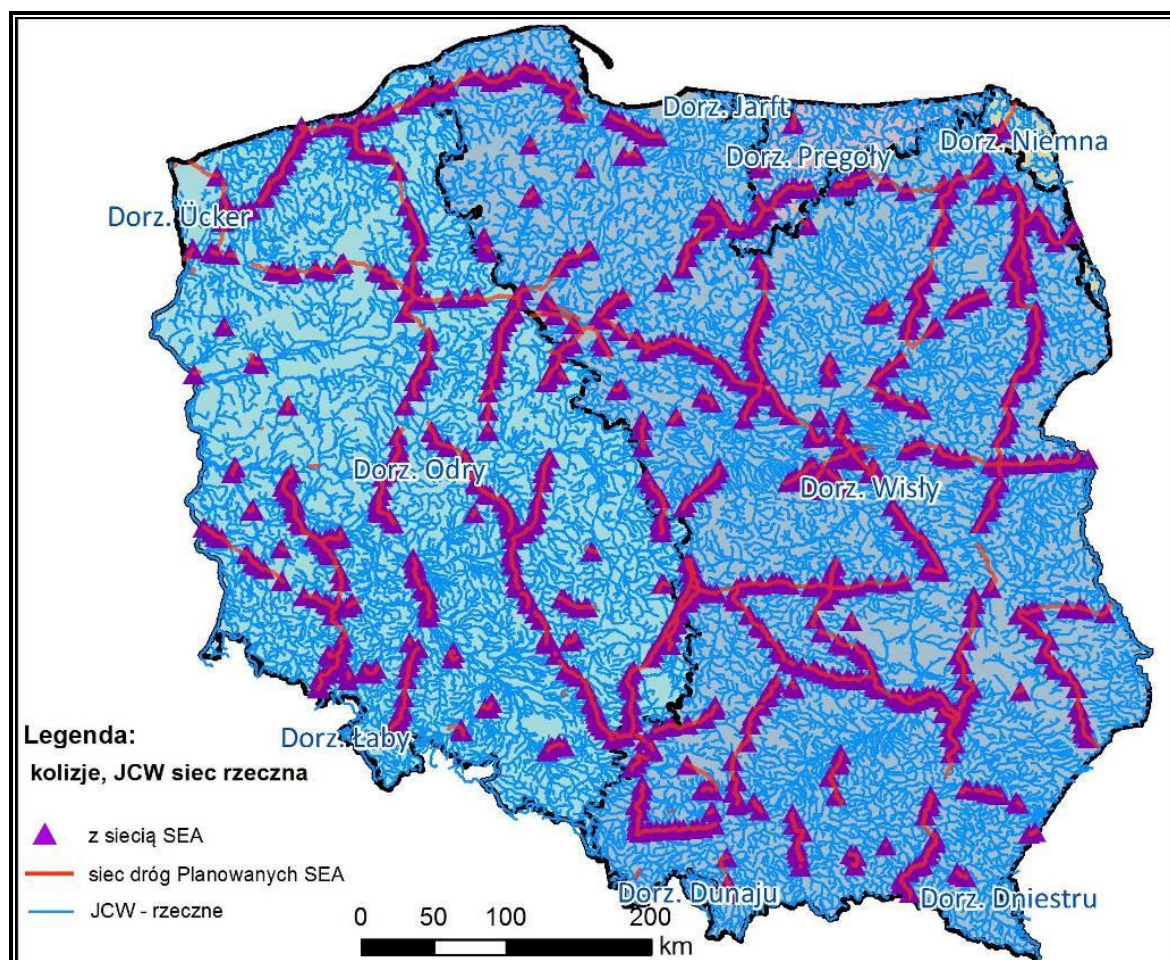 Dorz. Jarft
Dorz. Niemna
Dorz. Pregoły
Dorz. Ücker
Dorz. Odry
Dorz. Wisły
Dorz. Łaby
Dorz. Dunaju
Dorz. Dniestru
Legenda:
kolizje, JCW siec rzeczna
z siecią SEA
siec dróg Planowanych SEA
JCW - rzeczne
0 50 100 200
km